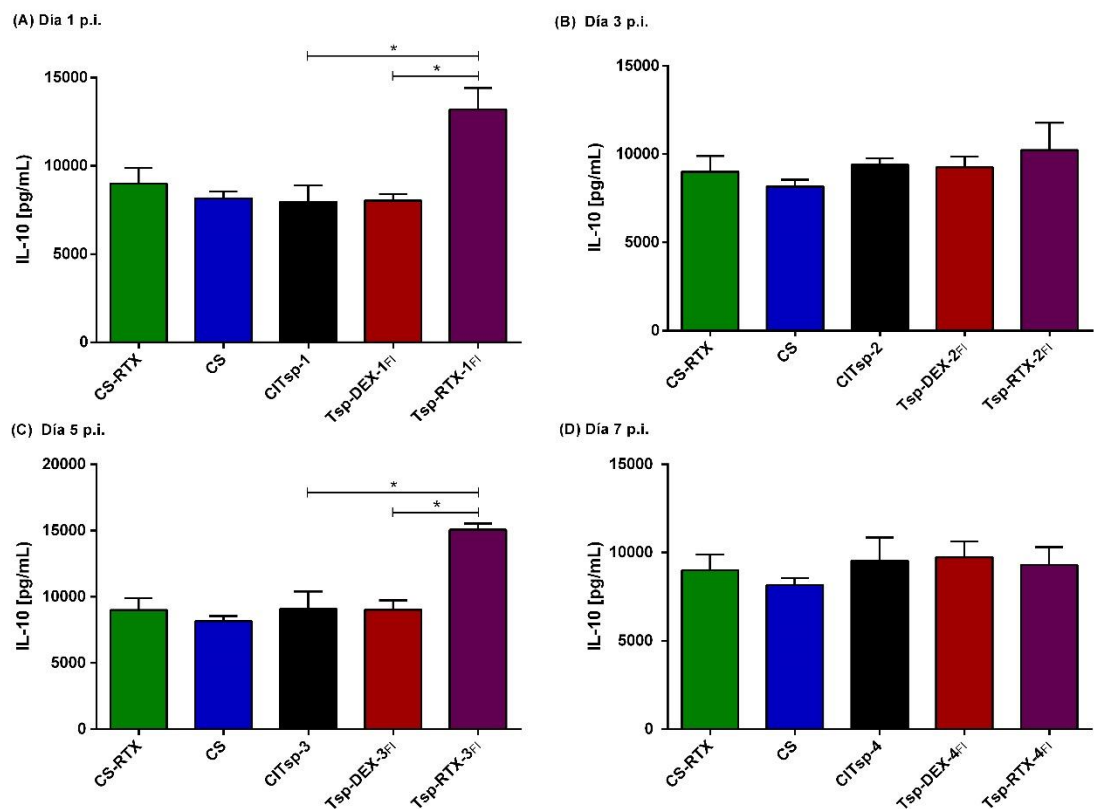 (A) Día 1 p.i.
IL-10 [pg/mL]
15000
10000
5000
0
*
*
CS-RTX
CS
CITsp-1
Tsp-DEX-1FI
Tsp-RTX-1FI
(B) Día 3 p.i.
IL-10 [pg/mL]
15000
10000
5000
0
CS-RTX
CS
CITsp-2
Tsp-DEX-2FI
Tsp-RTX-2FI
(C) Día 5 p.i.
IL-10 [pg/mL]
20000
15000
10000
5000
0
*
*
CS-RTX
CS
CITsp-3
Tsp-DEX-3FI
Tsp-RTX-3FI
(D) Día 7 p.i.
IL-10 [pg/mL]
15000
10000
5000
0
CS-RTX
CS
CITsp-4
Tsp-DEX-4FI
Tsp-RTX-4FI